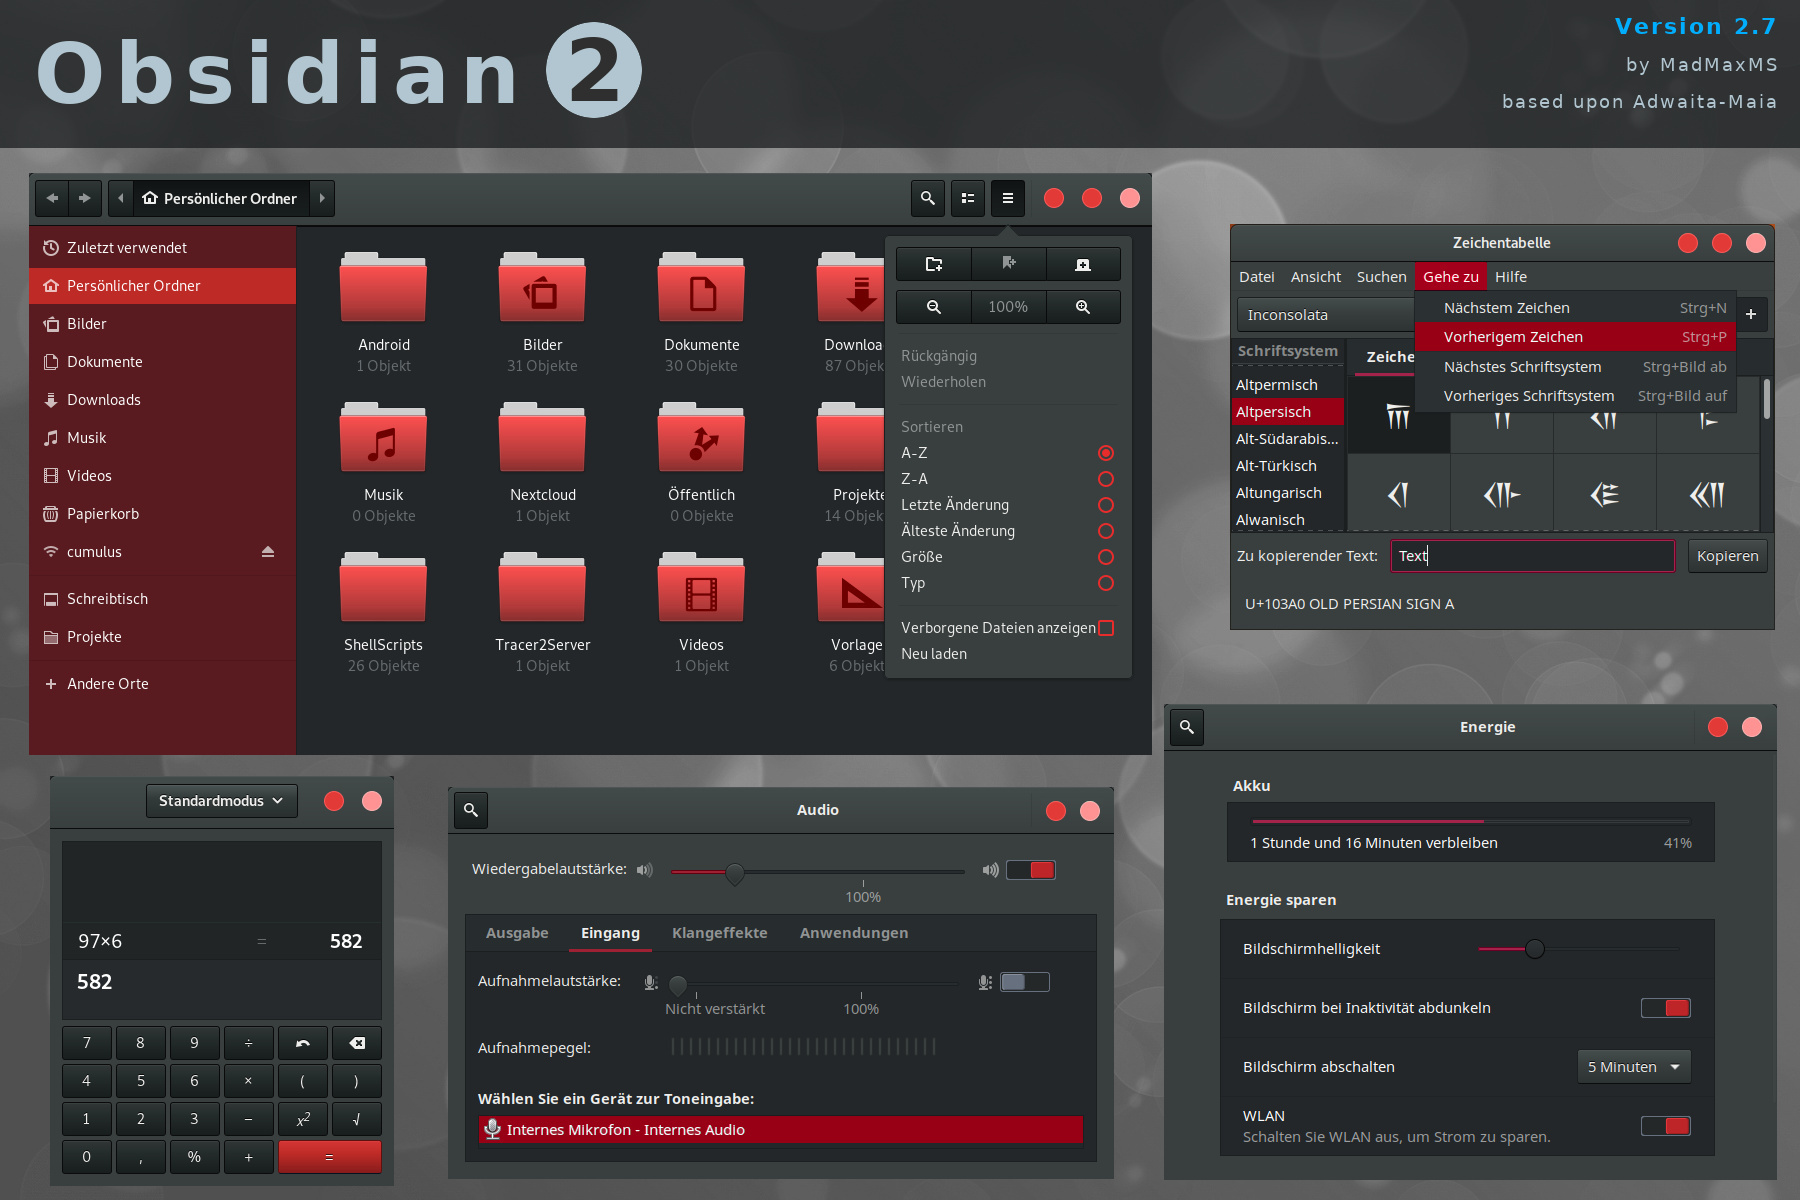 Obsidian 2
Version 2.7
by MadMaxMS
based upon Adwaita-Maia
Persönlicher Ordner
Zuletzt verwendet
Persönlicher Ordner
Bilder
Dokumente
Downloads
Musik
Videos
Papierkorb
cumulus
Schreibtisch
Projekte
+ Andere Orte
Android
1 Objekt
Bilder
31 Objekte
Dokumente
30 Objekte
Downloa
87 Objek
Musik
0 Objekte
Nextcloud
1 Objekt
Öffentlich
0 Objekte
Projekte
14 Objek
ShellScripts
26 Objekte
Tracer2Server
1 Objekt
Videos
1 Objekt
Vorlage
6 Objekt
100%
Rückgängig
Wiederholen
Sortieren
A-Z
Z-A
Letzte Änderung
Älteste Änderung
Größe
Typ
Verborgene Dateien anzeigen
Neu laden
Zeichentabelle
Datei Ansicht Suchen Gehe zu Hilfe
Inconsolata
+
Nächstem Zeichen Strg+N
Vorherigem Zeichen Strg+P
Nächstes Schriftsystem Strg+Bild ab
Vorheriges Schriftsystem Strg+Bild auf
Schriftsystem
Zeiche
Altpermisch
Altpersisch
Alt-Südarabis...
Alt-Türkisch
Altungarisch
Alwanisch
Zu kopierender Text: Text Kopieren
U+103A0 OLD PERSIAN SIGN A
Standardmodus
97×6 = 582
582
7 8 9 ÷
4 5 6 × ( )
1 2 3 − x² √
0 , % + =
Audio
Wiedergabelautstärke:
100%
Ausgabe Eingang Klangeffekte Anwendungen
Aufnahmelautstärke:
Nicht verstärkt 100%
Aufnahmepegel:
Wählen Sie ein Gerät zur Toneingabe:
Internes Mikrofon - Internes Audio
Energie
Akku
1 Stunde und 16 Minuten verbleiben 41%
Energie sparen
Bildschirmhelligkeit
Bildschirm bei Inaktivität abdunkeln
Bildschirm abschalten 5 Minuten
WLAN
Schalten Sie WLAN aus, um Strom zu sparen.